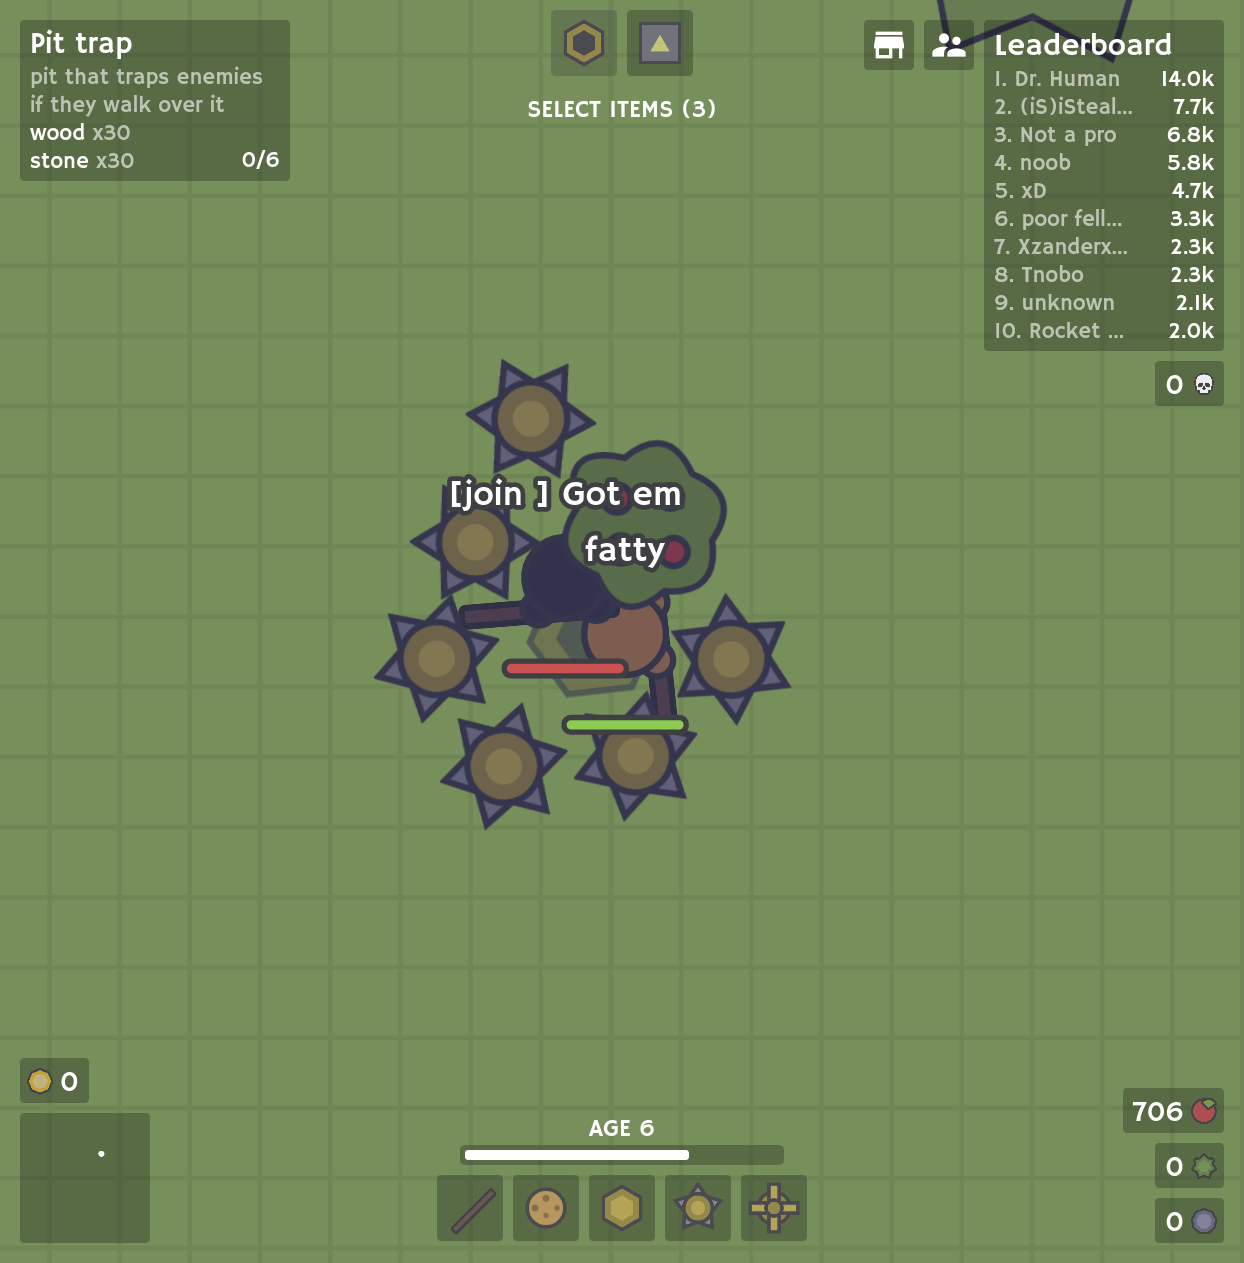 Pit trap
pit that traps enemies
if they walk over it
wood x30
stone x30 0/6
SELECT ITEMS (3)
Leaderboard
1. Dr. Human 14.0k
2. (iS)iSteal... 7.7k
3. Not a pro 6.8k
4. noob 5.8k
5. xD 4.7k
6. poor fell... 3.3k
7. Xzanderx... 2.3k
8. Tnobo 2.3k
9. unknown 2.1k
10. Rocket ... 2.0k
0
[join ] Got em
fatty
0
AGE 6
706
0
0